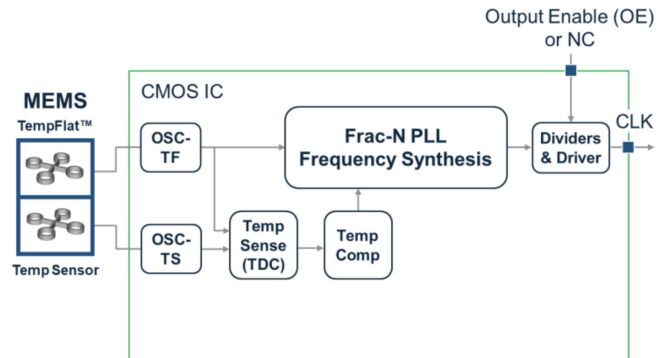 Output Enable (OE)
or NC
MEMS
TempFlat™
CMOS IC
CLK
OSC-
TF
Frac-N PLL
Frequency Synthesis
Dividers
& Driver
OSC-
TS
Temp
Sense
(TDC)
Temp
Comp
Temp Sensor